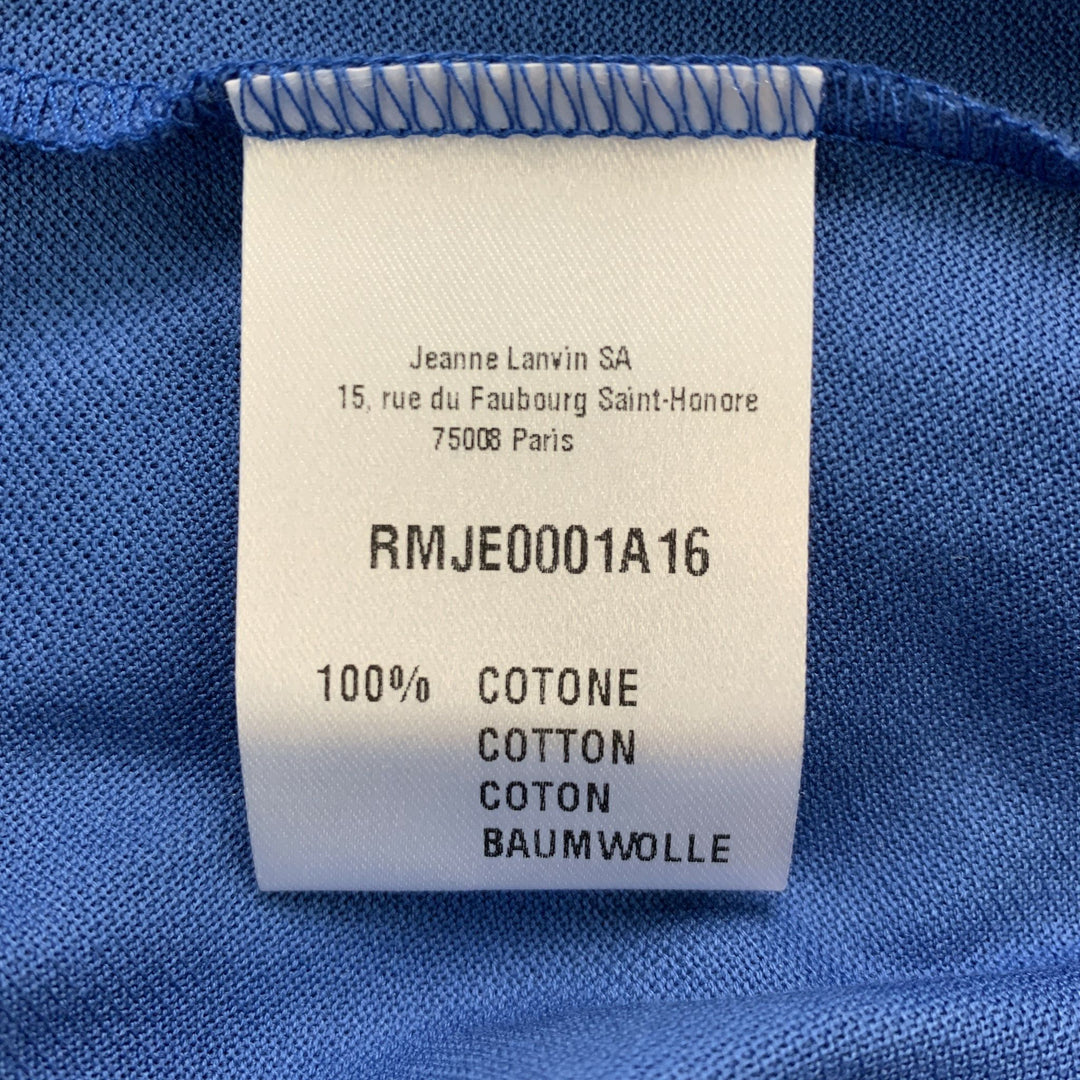 Jeanne Lanvin SA
15, rue du Faubourg Saint-Honore
75008 Paris
RMJE0001A16
100% COTONE
COTTON
COTON
BAUMWOLLE